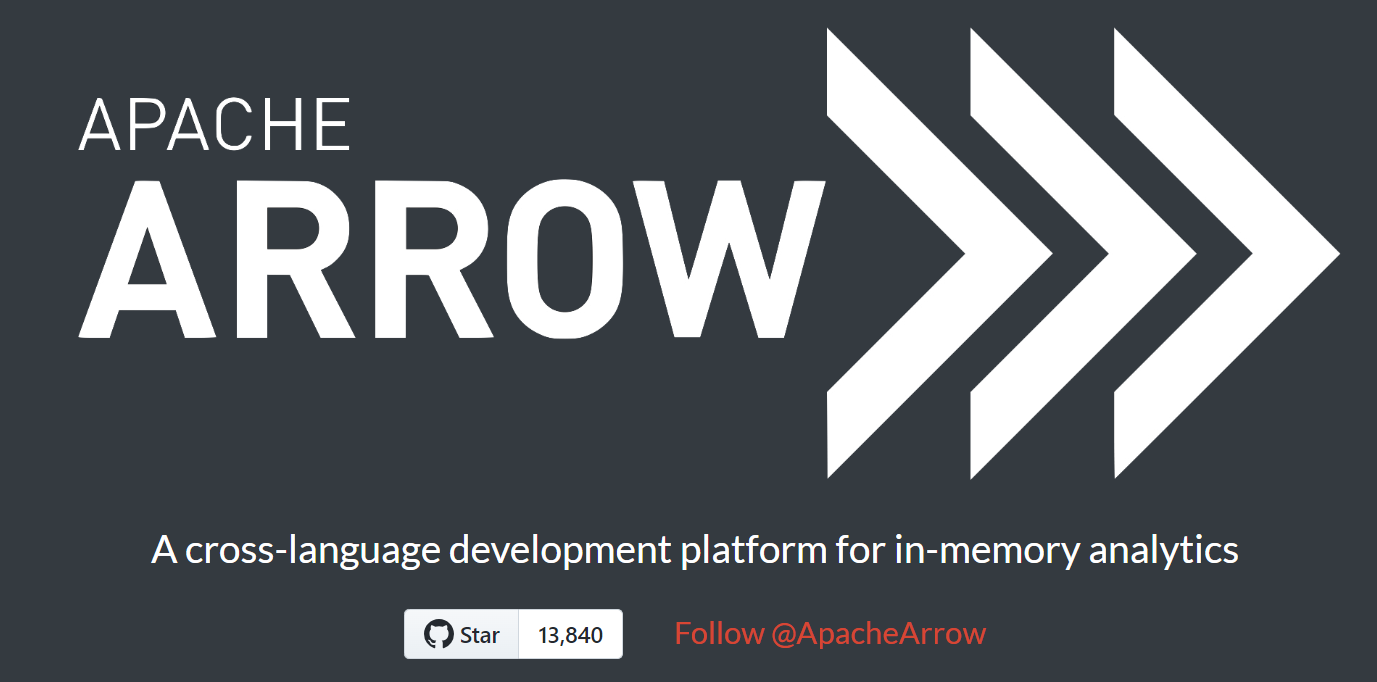 APACHE
ARROW
A cross-language development platform for in-memory analytics
Star 13,840 Follow @ApacheArrow